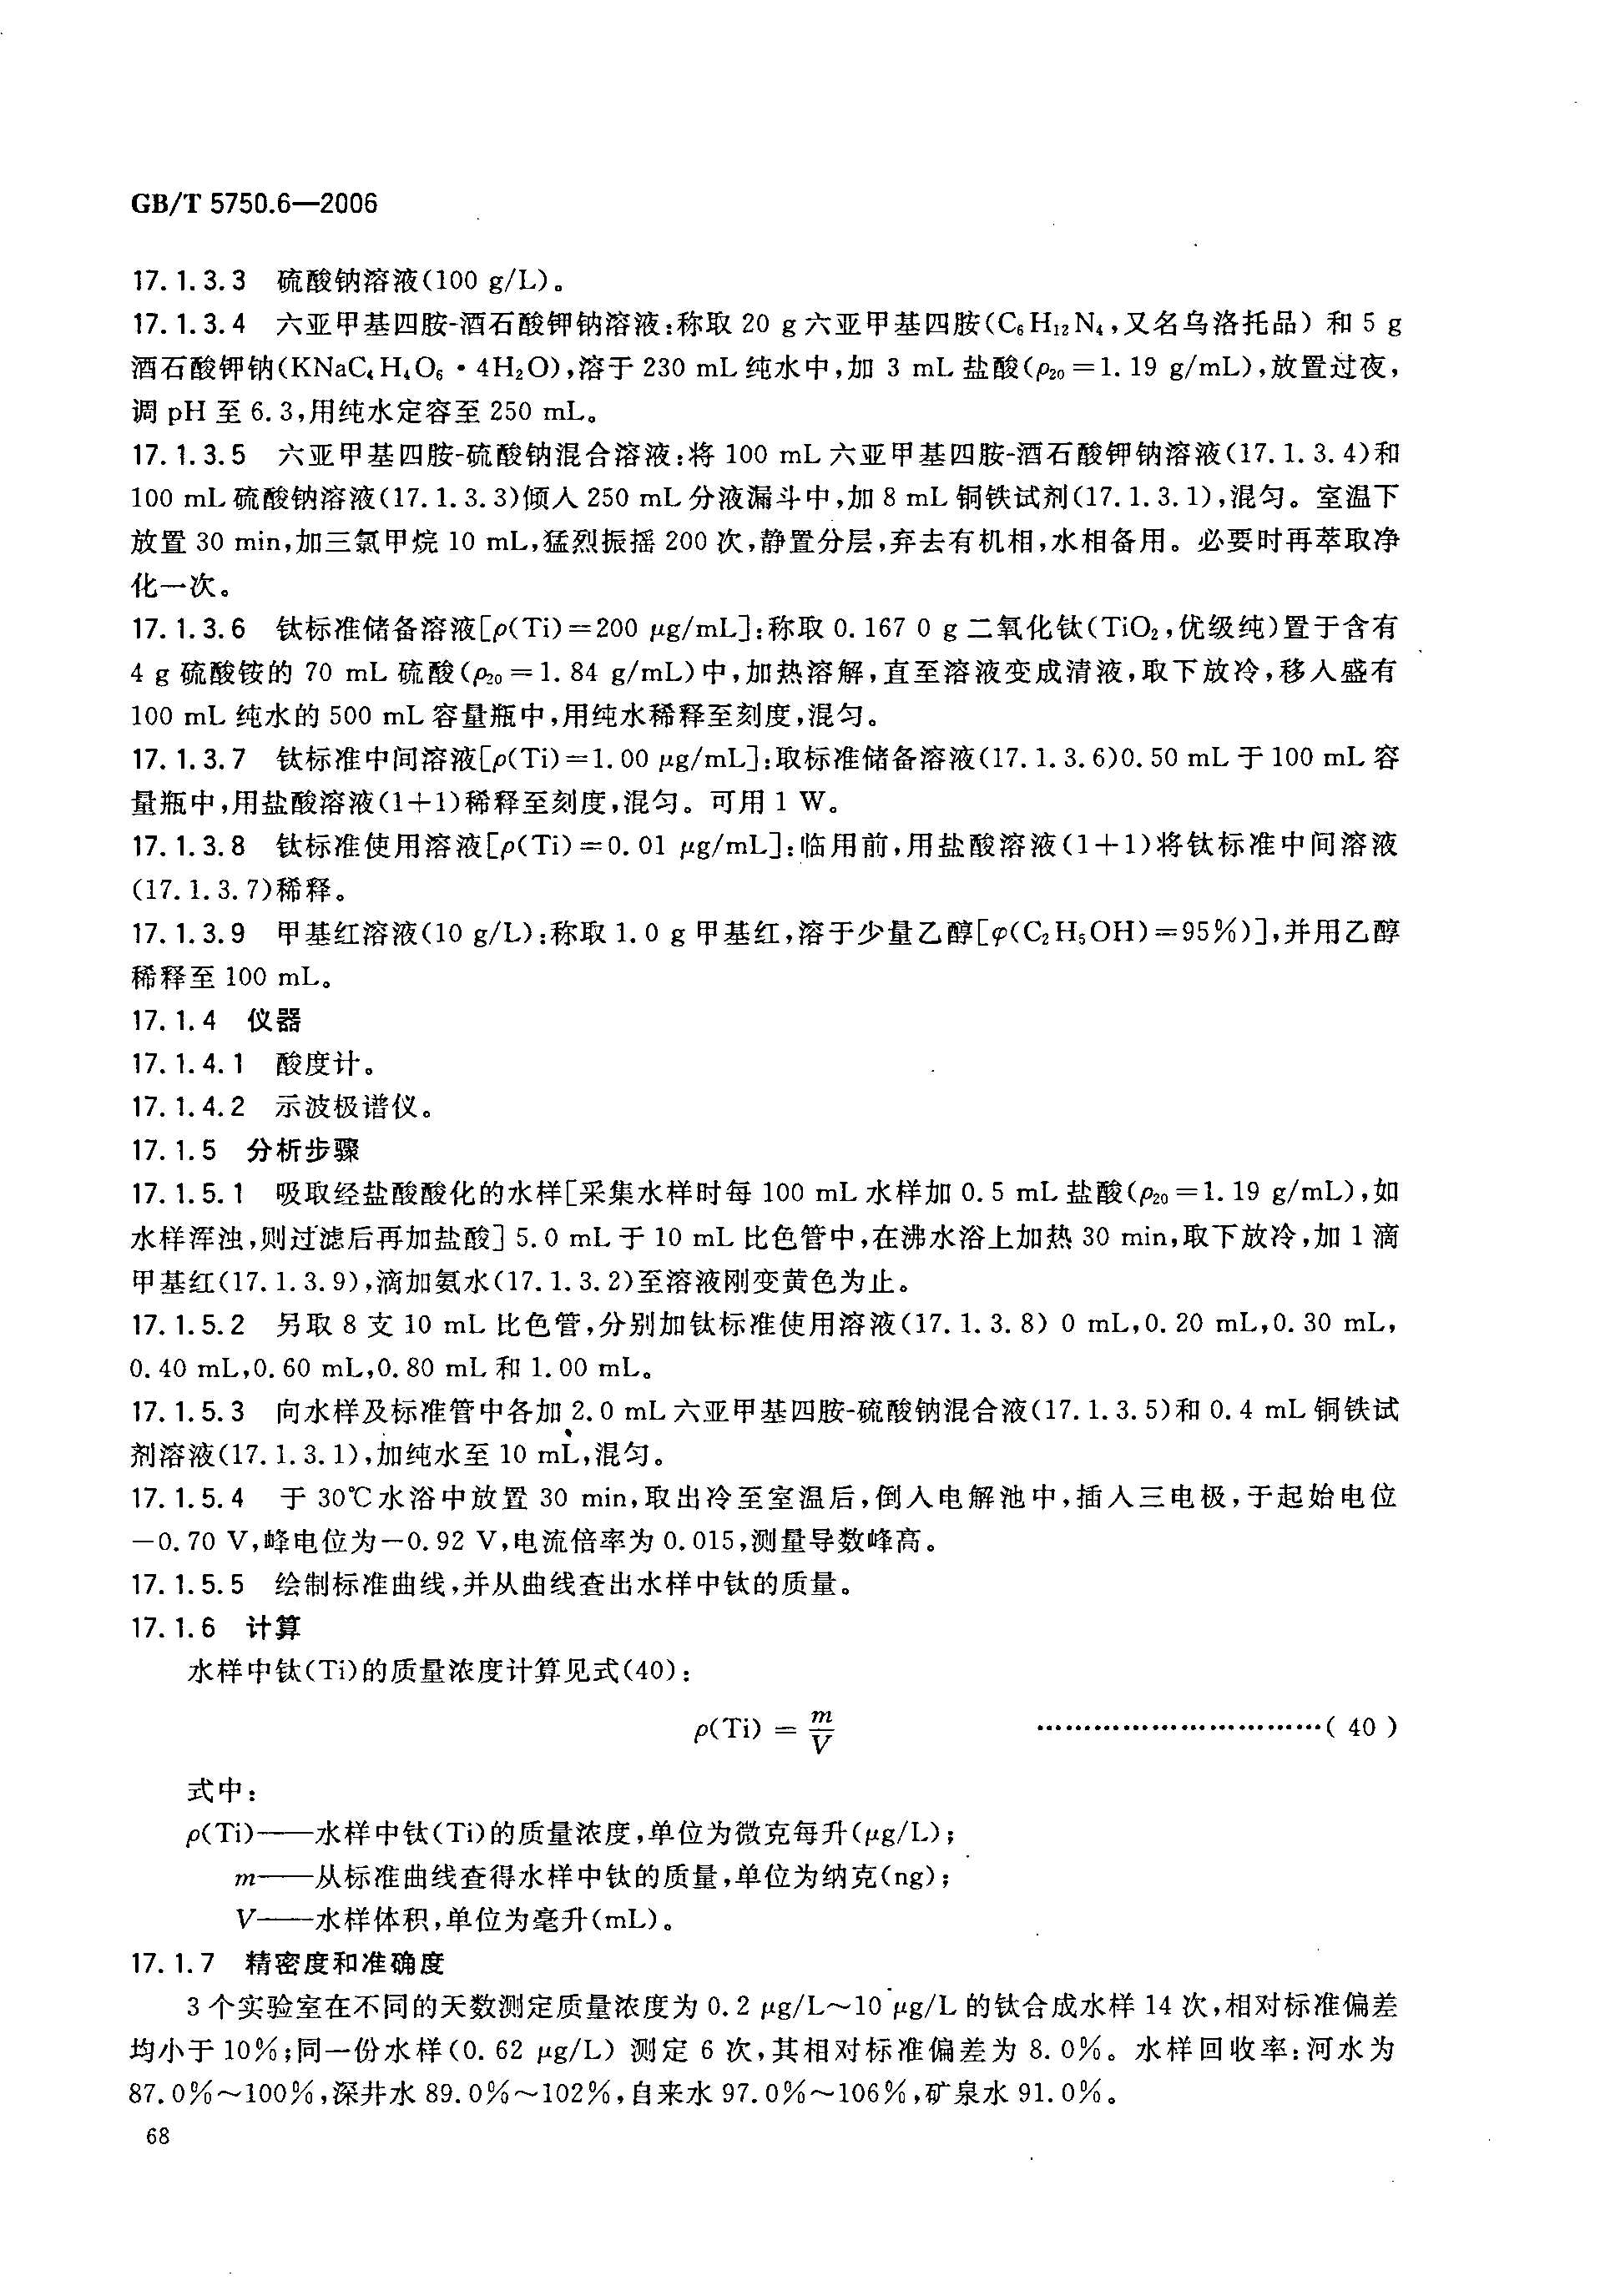 GB/T 5750.6—2006
17.1.3.3 硫酸钠溶液(100 g/L)。
17.1.3.4 六亚甲基四胺-酒石酸钾钠溶液:称取 20 g 六亚甲基四胺(C₆H₁₂N₄,又名乌洛托品) 和 5 g
酒石酸钾钠(KNaC₄H₄O₆·4H₂O),溶于 230 mL 纯水中,加 3 mL 盐酸(ρ₂₀=1.19 g/mL),放置过夜,
调 pH 至 6.3,用纯水定容至 250 mL。
17.1.3.5 六亚甲基四胺-硫酸钠混合溶液:将 100 mL 六亚甲基四胺-酒石酸钾钠溶液(17.1.3.4)和
100 mL 硫酸钠溶液(17.1.3.3)倾入 250 mL 分液漏斗中,加 8 mL 铜铁试剂(17.1.3.1),混匀。室温下
放置 30 min,加三氯甲烷 10 mL,猛烈振摇 200 次,静置分层,弃去有机相,水相备用。必要时再萃取净
化一次。
17.1.3.6 钛标准储备溶液[ρ(Ti)=200 μg/mL]:称取 0.167 0 g 二氧化钛(TiO₂,优级纯)置于含有
4 g 硫酸铵的 70 mL 硫酸(ρ₂₀=1.84 g/mL)中,加热溶解,直至溶液变成清液,取下放冷,移入盛有
100 mL 纯水的 500 mL 容量瓶中,用纯水稀释至刻度,混匀。
17.1.3.7 钛标准中间溶液[ρ(Ti)=1.00 μg/mL]:取标准储备溶液(17.1.3.6)0.50 mL 于 100 mL 容
量瓶中,用盐酸溶液(1+1)稀释至刻度,混匀。可用 1 W。
17.1.3.8 钛标准使用溶液[ρ(Ti)=0.01 μg/mL]:临用前,用盐酸溶液(1+1)将钛标准中间溶液
(17.1.3.7)稀释。
17.1.3.9 甲基红溶液(10 g/L):称取 1.0 g 甲基红,溶于少量乙醇[φ(C₂H₅OH)=95%)],并用乙醇
稀释至 100 mL。
17.1.4 仪器
17.1.4.1 酸度计。
17.1.4.2 示波极谱仪。
17.1.5 分析步骤
17.1.5.1 吸取经盐酸酸化的水样[采集水样时每 100 mL 水样加 0.5 mL 盐酸(ρ₂₀=1.19 g/mL),如
水样浑浊,则过滤后再加盐酸] 5.0 mL 于 10 mL 比色管中,在沸水浴上加热 30 min,取下放冷,加 1 滴
甲基红(17.1.3.9),滴加氨水(17.1.3.2)至溶液刚变黄色为止。
17.1.5.2 另取 8 支 10 mL 比色管,分别加钛标准使用溶液(17.1.3.8) 0 mL,0.20 mL,0.30 mL,
0.40 mL,0.60 mL,0.80 mL 和 1.00 mL。
17.1.5.3 向水样及标准管中各加 2.0 mL 六亚甲基四胺-硫酸钠混合液(17.1.3.5)和 0.4 mL 铜铁试
剂溶液(17.1.3.1),加纯水至 10 mL,混匀。
17.1.5.4 于 30℃水浴中放置 30 min,取出冷至室温后,倒入电解池中,插入三电极,于起始电位
−0.70 V,峰电位为−0.92 V,电流倍率为 0.015,测量导数峰高。
17.1.5.5 绘制标准曲线,并从曲线查出水样中钛的质量。
17.1.6 计算
水样中钛(Ti)的质量浓度计算见式(40):
ρ(Ti) = m/V ……………………………( 40 )
式中:
ρ(Ti)——水样中钛(Ti)的质量浓度,单位为微克每升(μg/L);
m——从标准曲线查得水样中钛的质量,单位为纳克(ng);
V——水样体积,单位为毫升(mL)。
17.1.7 精密度和准确度
3 个实验室在不同的天数测定质量浓度为 0.2 μg/L～10 μg/L 的钛合成水样 14 次,相对标准偏差
均小于 10%;同一份水样(0.62 μg/L) 测定 6 次,其相对标准偏差为 8.0%。水样回收率:河水为
87.0%～100%,深井水 89.0%～102%,自来水 97.0%～106%,矿泉水 91.0%。
68